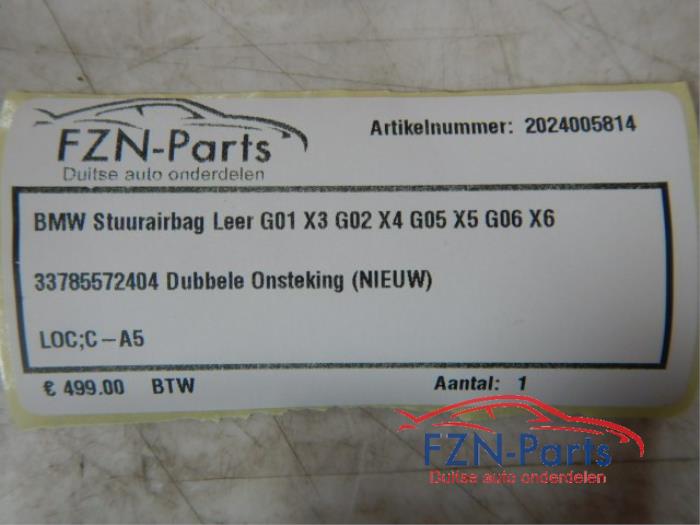 FZN-Parts
Duitse auto onderdelen
Artikelnummer: 2024005814
BMW Stuurairbag Leer G01 X3 G02 X4 G05 X5 G06 X6
33785572404 Dubbele Onsteking (NIEUW)
LOC;C-A5
€ 499.00 BTW
Aantal: 1
FZN-Parts
Duitse auto onderdelen